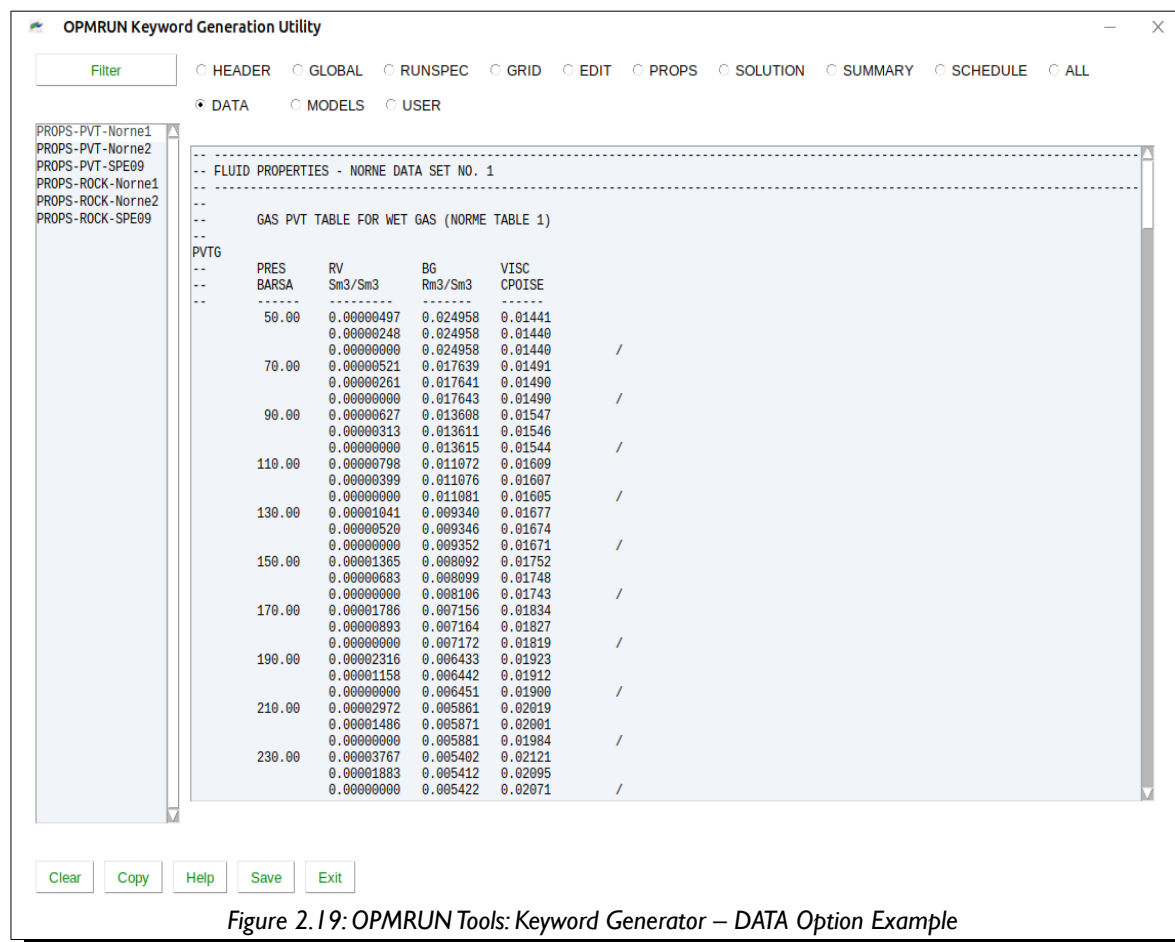 OPMRUN Keyword Generation Utility
Filter
HEADER GLOBAL RUNSPEC GRID EDIT PROPS SOLUTION SUMMARY SCHEDULE ALL
DATA MODELS USER
PROPS-PVT-Norne1
PROPS-PVT-Norne2
PROPS-PVT-SPE09
PROPS-ROCK-Norne1
PROPS-ROCK-Norne2
PROPS-ROCK-SPE09
-- --------------------------------------------------------------------------------
-- FLUID PROPERTIES - NORNE DATA SET NO. 1
-- --------------------------------------------------------------------------------
--
-- GAS PVT TABLE FOR WET GAS (NORME TABLE 1)
--
PVTG
-- PRES RV BG VISC
-- BARSA Sm3/Sm3 Rm3/Sm3 CPOISE
-- ------ --------- ------- ------
50.00 0.00000497 0.024958 0.01441
0.00000248 0.024958 0.01440
0.00000000 0.024958 0.01440 /
70.00 0.00000521 0.017639 0.01491
0.00000261 0.017641 0.01490
0.00000000 0.017643 0.01490 /
90.00 0.00000627 0.013608 0.01547
0.00000313 0.013611 0.01546
0.00000000 0.013615 0.01544 /
110.00 0.00000798 0.011072 0.01609
0.00000399 0.011076 0.01607
0.00000000 0.011081 0.01605 /
130.00 0.00001041 0.009340 0.01677
0.00000520 0.009346 0.01674
0.00000000 0.009352 0.01671 /
150.00 0.00001365 0.008092 0.01752
0.00000683 0.008099 0.01748
0.00000000 0.008106 0.01743 /
170.00 0.00001786 0.007156 0.01834
0.00000893 0.007164 0.01827
0.00000000 0.007172 0.01819 /
190.00 0.00002316 0.006433 0.01923
0.00001158 0.006442 0.01912
0.00000000 0.006451 0.01900 /
210.00 0.00002972 0.005861 0.02019
0.00001486 0.005871 0.02001
0.00000000 0.005881 0.01984 /
230.00 0.00003767 0.005402 0.02121
0.00001883 0.005412 0.02095
0.00000000 0.005422 0.02071 /
Clear Copy Help Save Exit
Figure 2.19: OPMRUN Tools: Keyword Generator – DATA Option Example